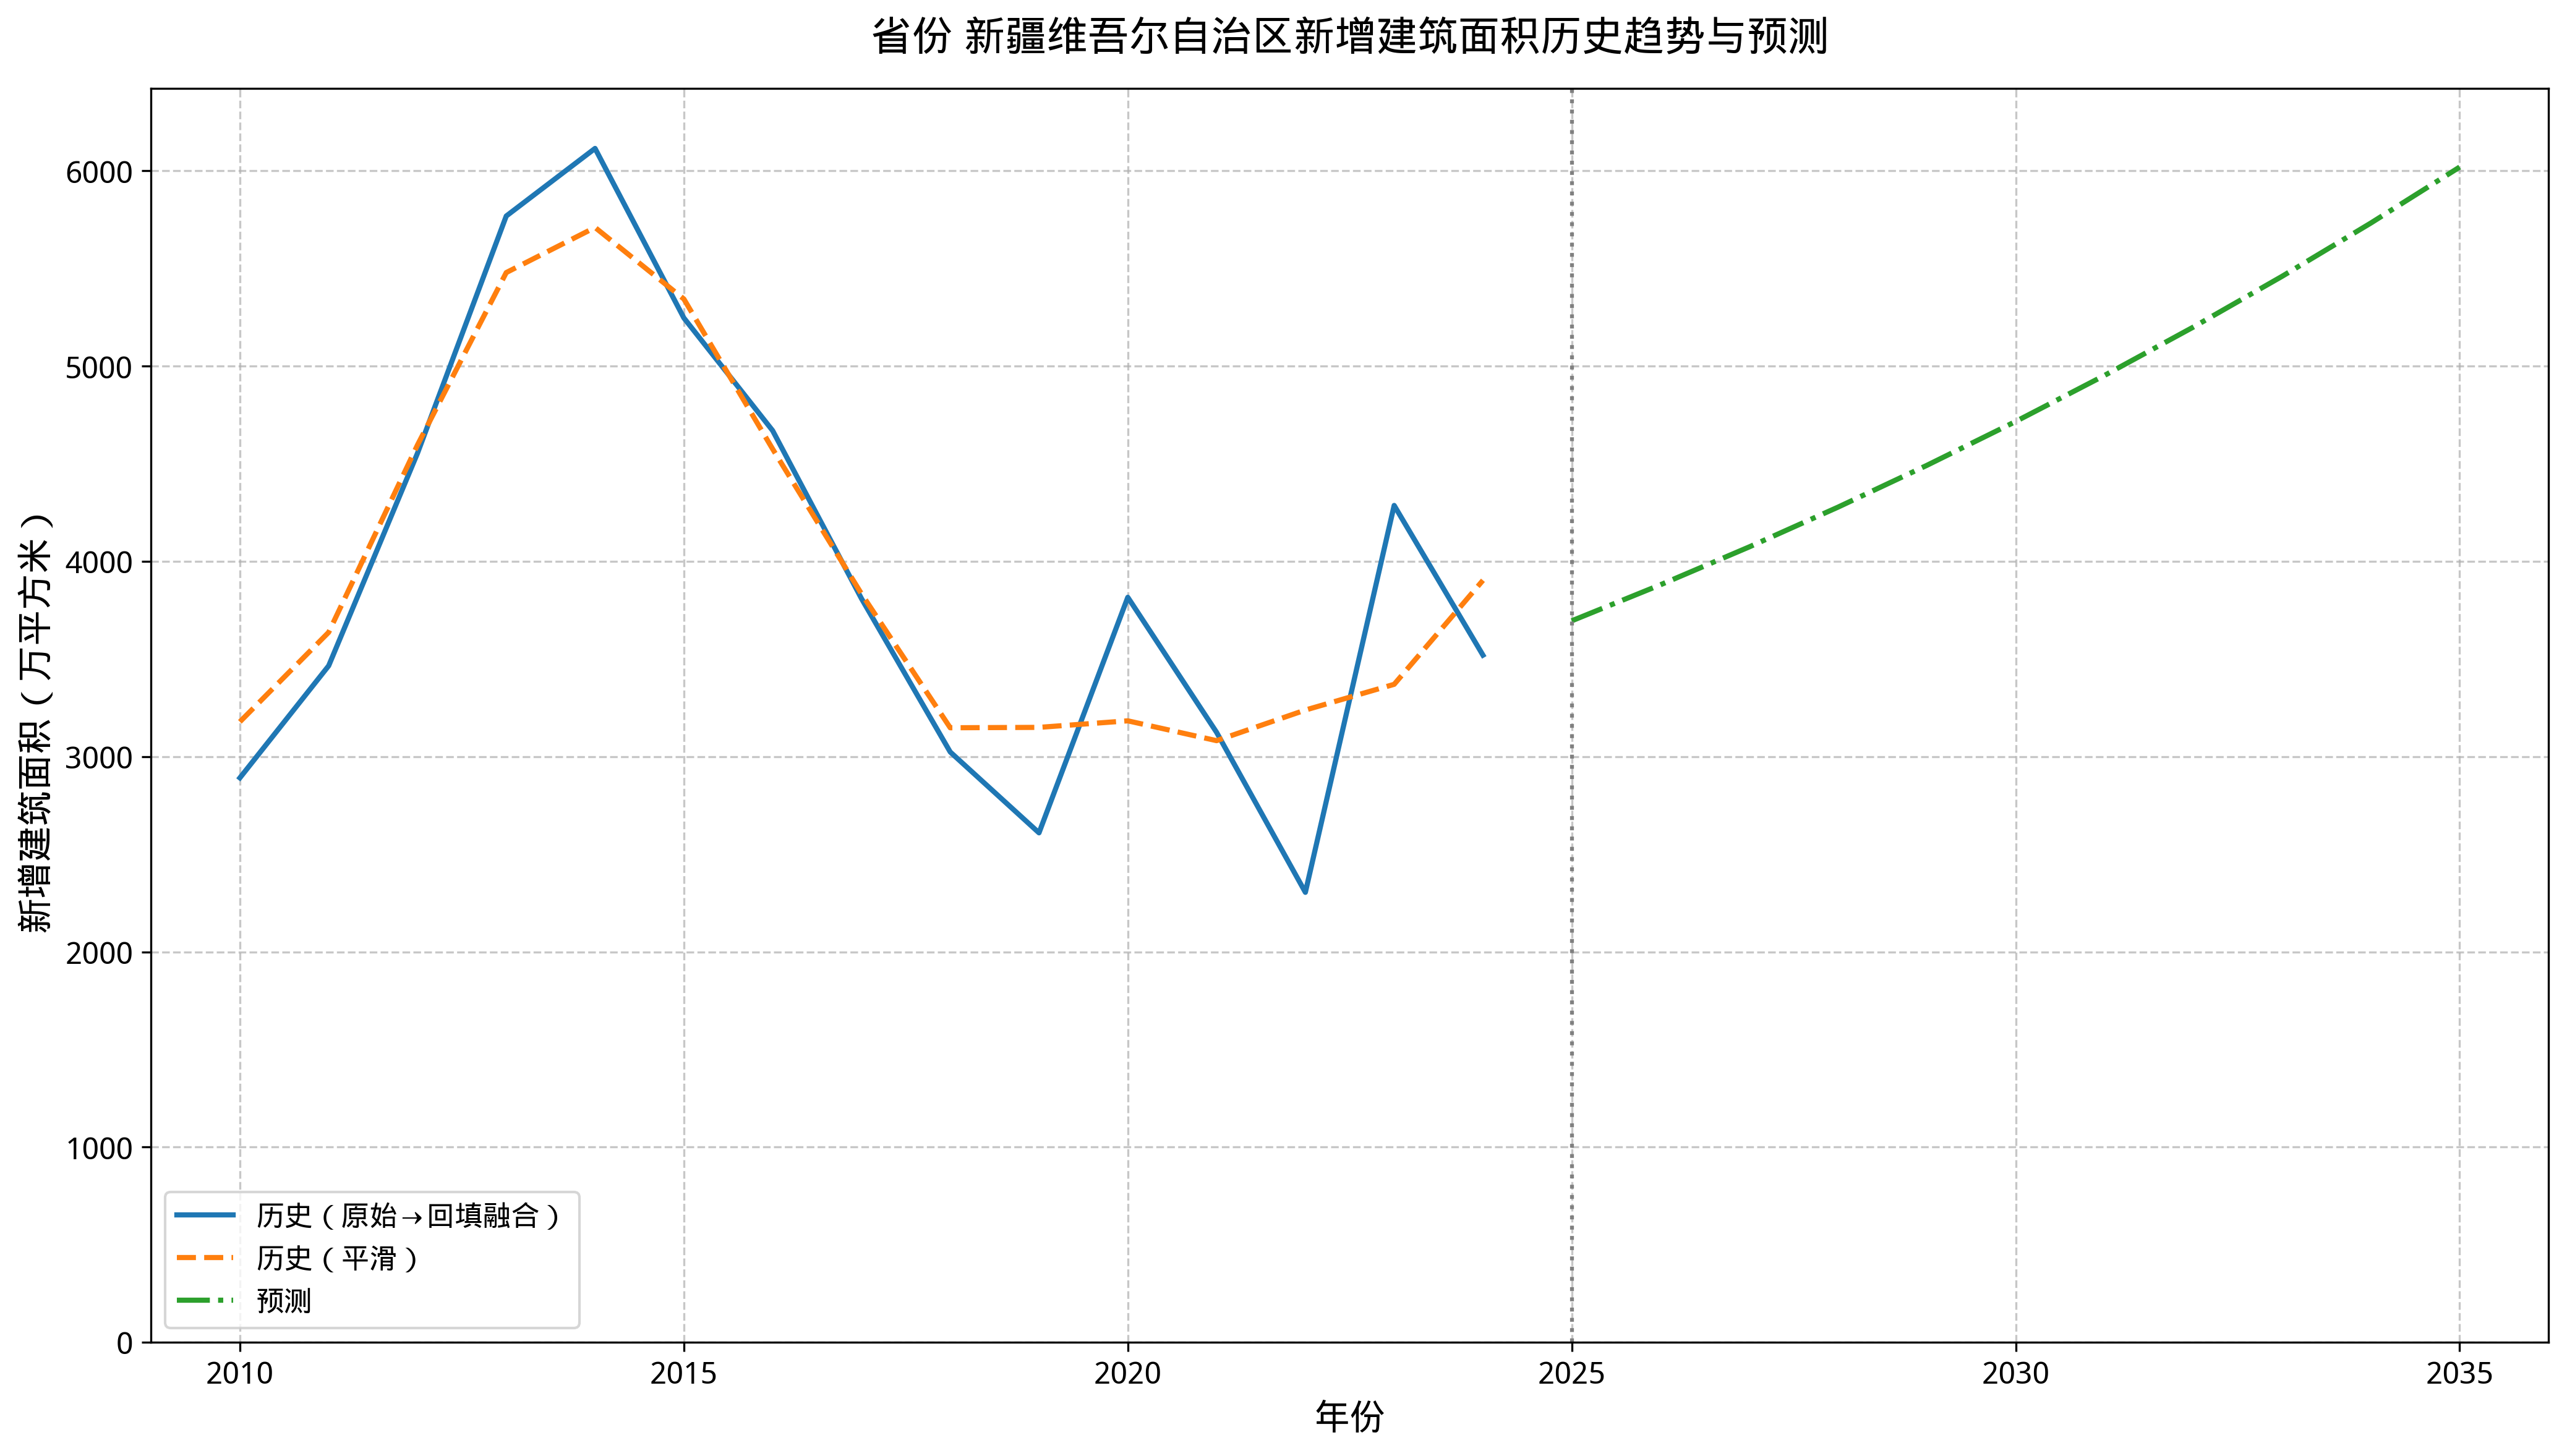 省份 新疆维吾尔自治区新增建筑面积历史趋势与预测
新增建筑面积（万平方米）
6000
5000
4000
3000
2000
1000
0
历史（原始→回填融合）
历史（平滑）
预测
2010
2015
2020
2025
2030
2035
年份